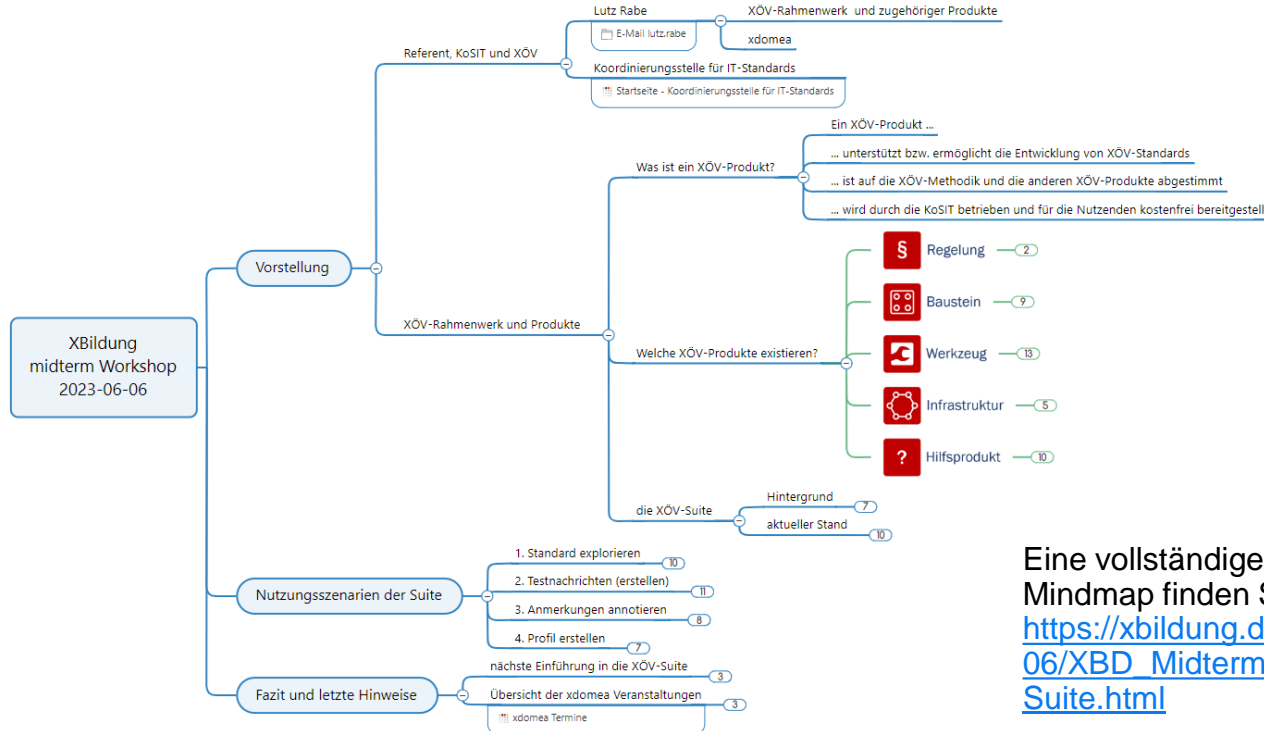 XBildung
midterm Workshop
2023-06-06
Vorstellung
Referent, KoSIT und XÖV
Lutz Rabe
E-Mail lutz.rabe
XÖV-Rahmenwerk und zugehöriger Produkte
xdomea
Koordinierungsstelle für IT-Standards
Startseite - Koordinierungsstelle für IT-Standards
XÖV-Rahmenwerk und Produkte
Was ist ein XÖV-Produkt?
Ein XÖV-Produkt ...
... unterstützt bzw. ermöglicht die Entwicklung von XÖV-Standards
... ist auf die XÖV-Methodik und die anderen XÖV-Produkte abgestimmt
... wird durch die KoSIT betrieben und für die Nutzenden kostenfrei bereitgestell
Welche XÖV-Produkte existieren?
§ Regelung 2
Baustein 9
Werkzeug 13
Infrastruktur 5
? Hilfsprodukt 10
die XÖV-Suite
Hintergrund 7
aktueller Stand 10
Nutzungsszenarien der Suite
1. Standard explorieren 10
2. Testnachrichten (erstellen) 11
3. Anmerkungen annotieren 8
4. Profil erstellen 7
Fazit und letzte Hinweise
nächste Einführung in die XÖV-Suite 3
Übersicht der xdomea Veranstaltungen 3
xdomea Termine
Eine vollständige
Mindmap finden S
https://xbildung.d
06/XBD_Midterm
Suite.html